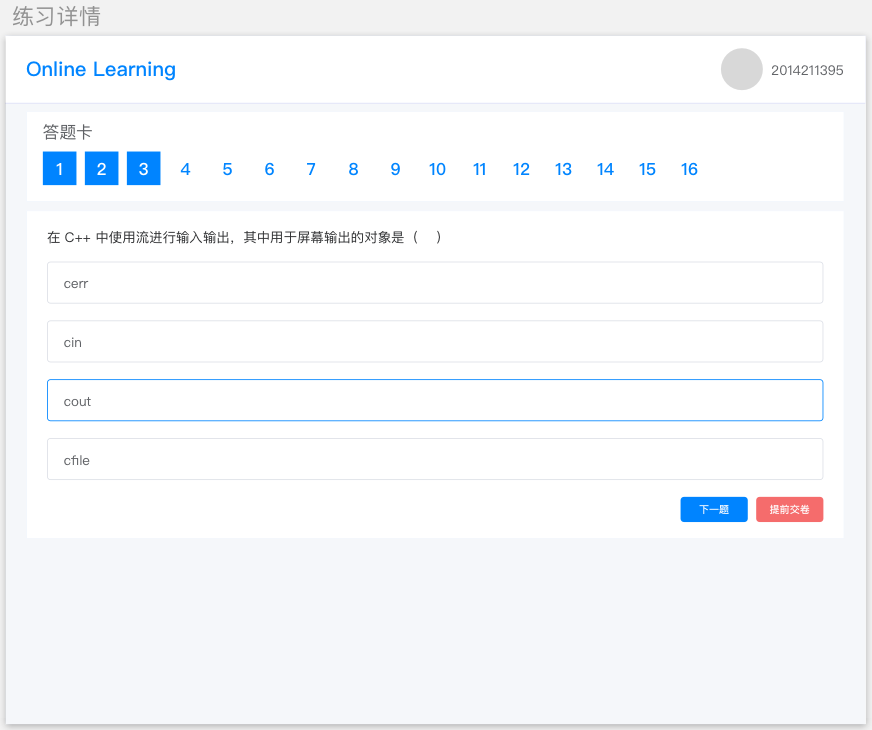 练习详情
Online Learning
2014211395
答题卡
1 2 3 4 5 6 7 8 9 10 11 12 13 14 15 16
在 C++ 中使用流进行输入输出，其中用于屏幕输出的对象是（ ）
cerr
cin
cout
cfile
下一题 提前交卷